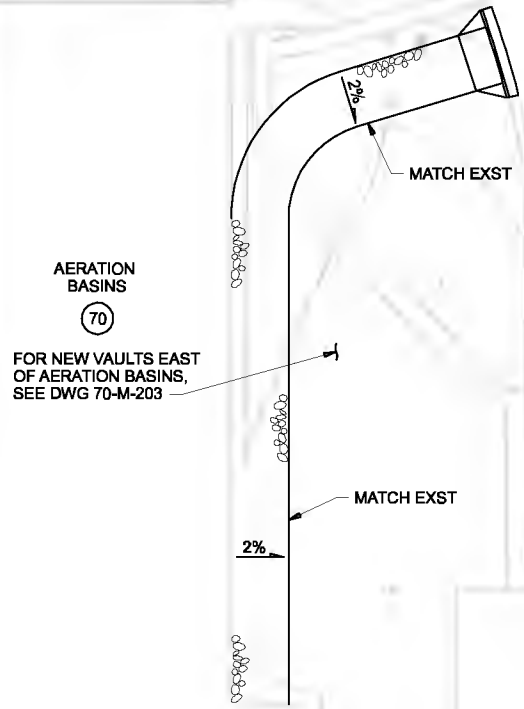 2%
MATCH EXST
AERATION
BASINS
70
FOR NEW VAULTS EAST
OF AERATION BASINS,
SEE DWG 70-M-203
MATCH EXST
2%